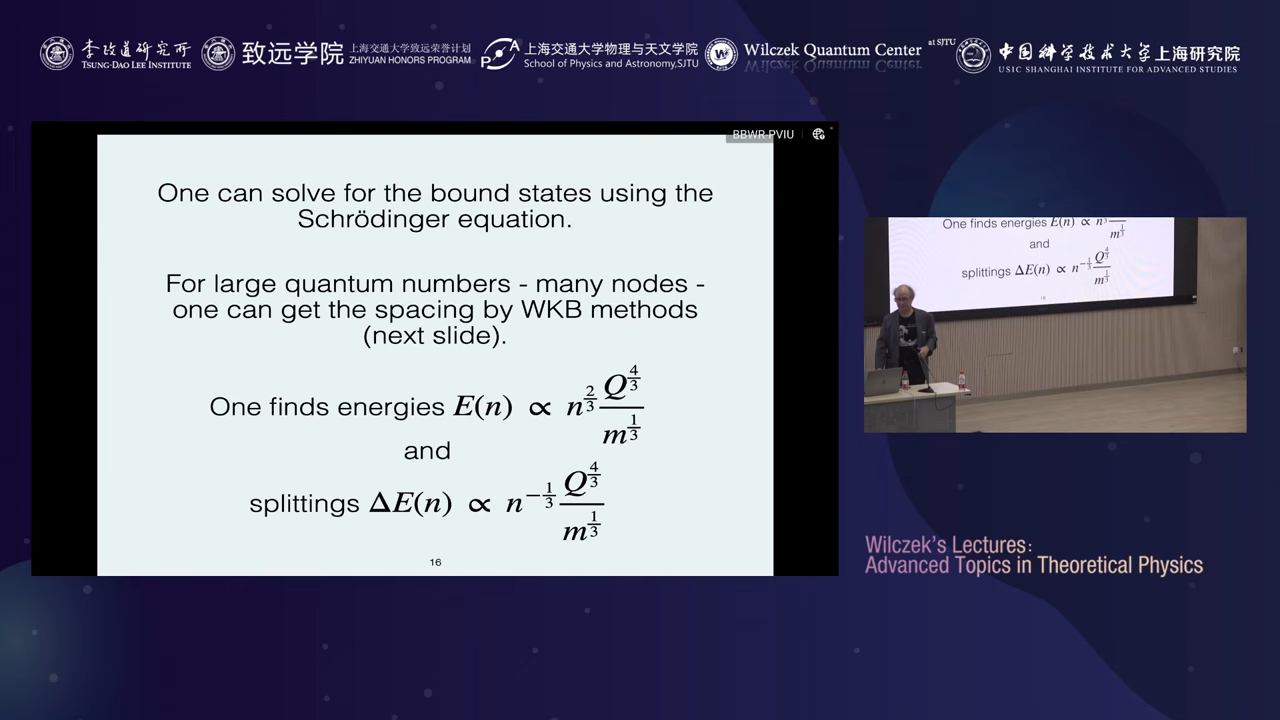 李政道研究所
TSUNG-DAO LEE INSTITUTE
致远学院
上海交通大学致远荣誉计划
ZHIYUAN HONORS PROGRAM
上海交通大学物理与天文学院
School of Physics and Astronomy,SJTU
Wilczek Quantum Center at SJTU
中国科学技术大学上海研究院
USTC SHANGHAI INSTITUTE FOR ADVANCED STUDIES
BBWR PVIU
One can solve for the bound states using the
Schrödinger equation.
For large quantum numbers - many nodes -
one can get the spacing by WKB methods
(next slide).
One finds energies E(n) ∝ n^{2/3} Q^{4/3}/m^{1/3}
and
splittings ΔE(n) ∝ n^{-1/3} Q^{4/3}/m^{1/3}
16
One finds energies E(n) ∝ n m^{1/3}
and
splittings ΔE(n) ∝ n^{-1/3} Q^{4/3}/m^{1/3}
16
Wilczek's Lectures:
Advanced Topics in Theoretical Physics